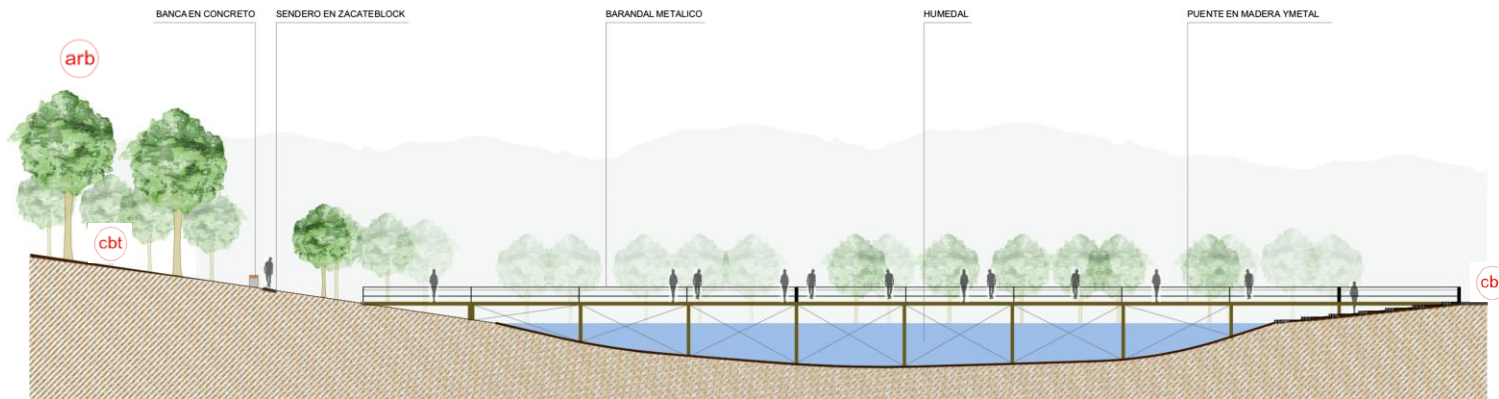 BANCA EN CONCRETO
SENDERO EN ZACATEBLOCK
BARANDAL METALICO
HUMEDAL
PUENTE EN MADERA YMETAL
arb
cbt
cb